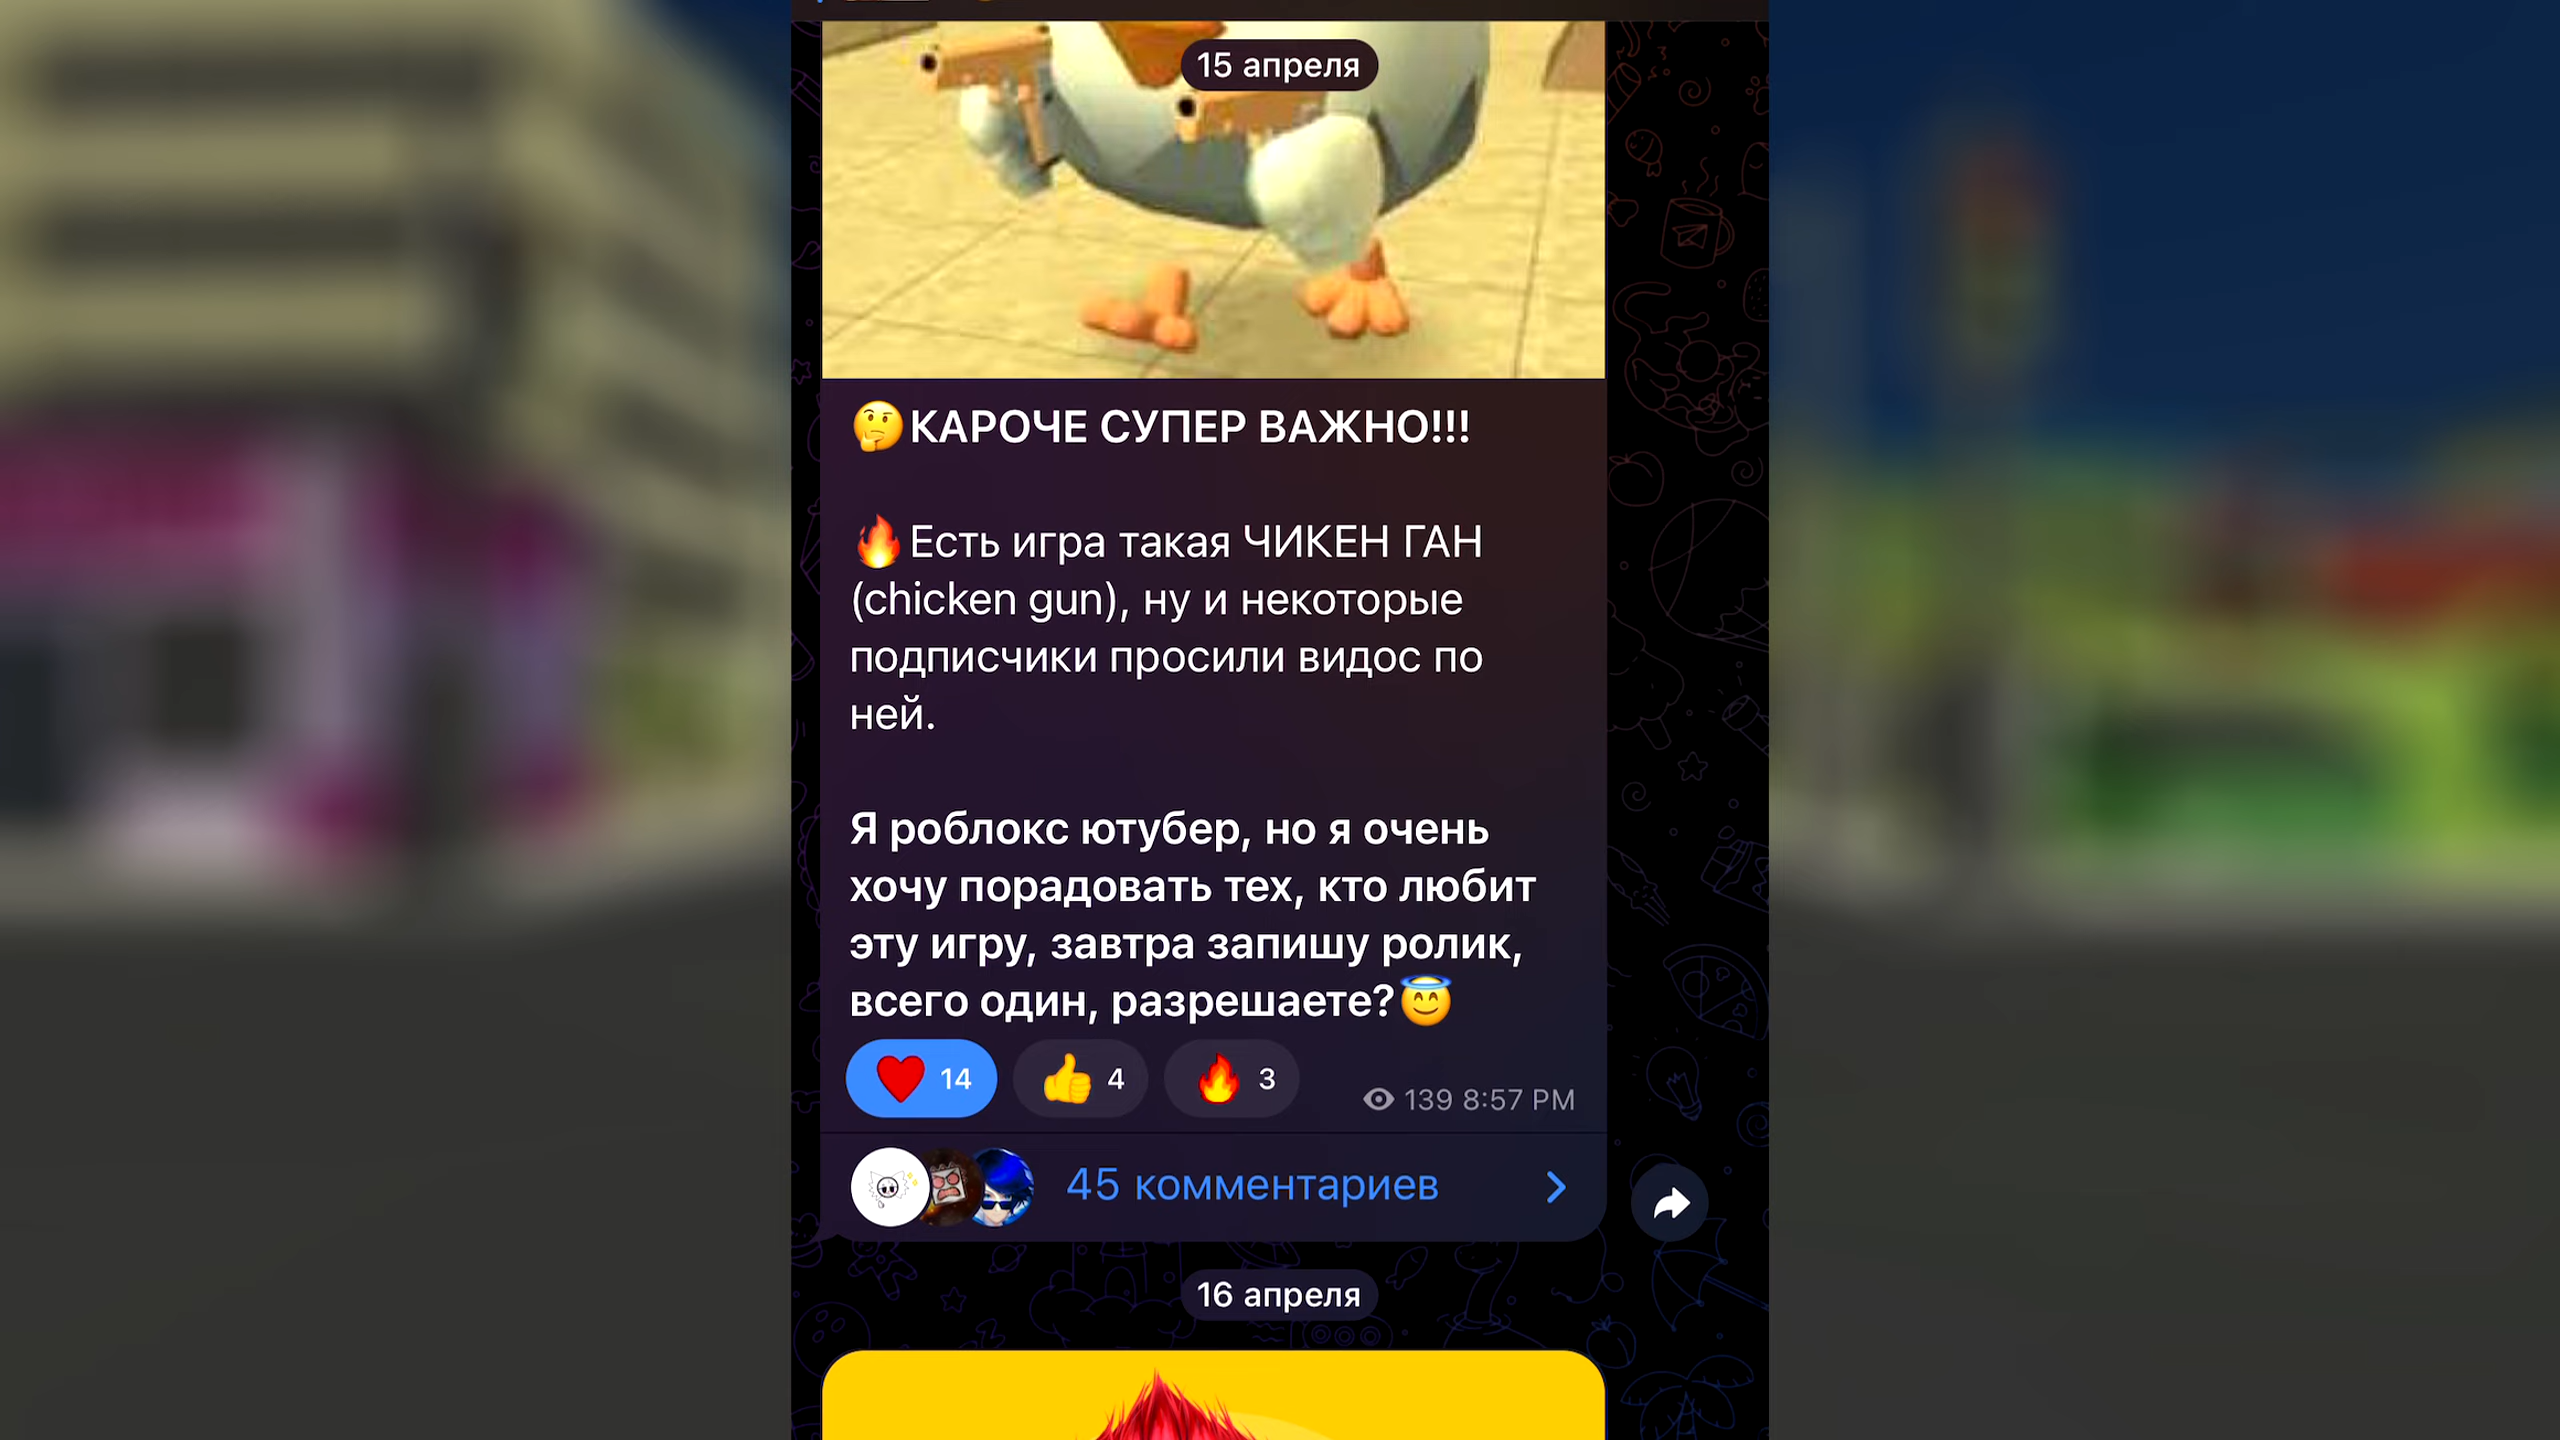 15 апреля
🤔КАРОЧЕ СУПЕР ВАЖНО!!!
🔥Есть игра такая ЧИКЕН ГАН
(chicken gun), ну и некоторые
подписчики просили видос по
ней.
Я роблокс ютубер, но я очень
хочу порадовать тех, кто любит
эту игру, завтра запишу ролик,
всего один, разрешаете?😇
❤️ 14 👍 4 🔥 3
139 8:57 PM
45 комментариев
16 апреля